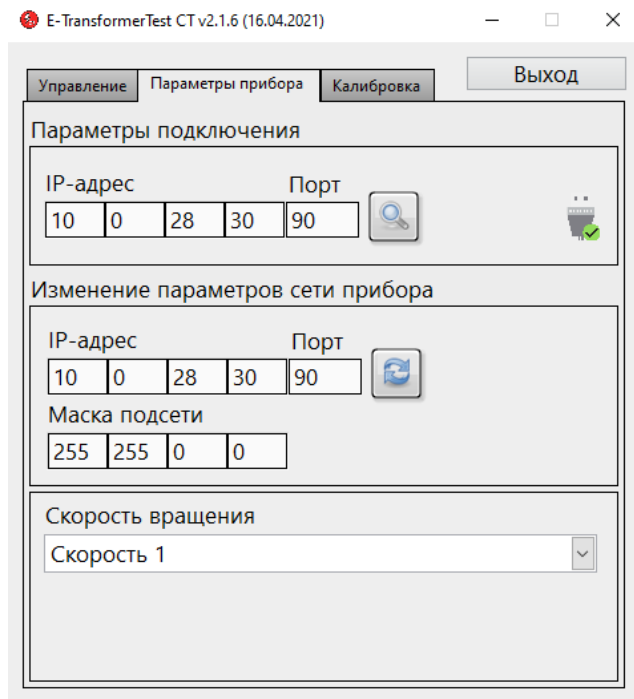 E-TransformerTest CT v2.1.6 (16.04.2021)
Управление Параметры прибора Калибровка Выход
Параметры подключения
IP-адрес Порт
10 0 28 30 90
Изменение параметров сети прибора
IP-адрес Порт
10 0 28 30 90
Маска подсети
255 255 0 0
Скорость вращения
Скорость 1